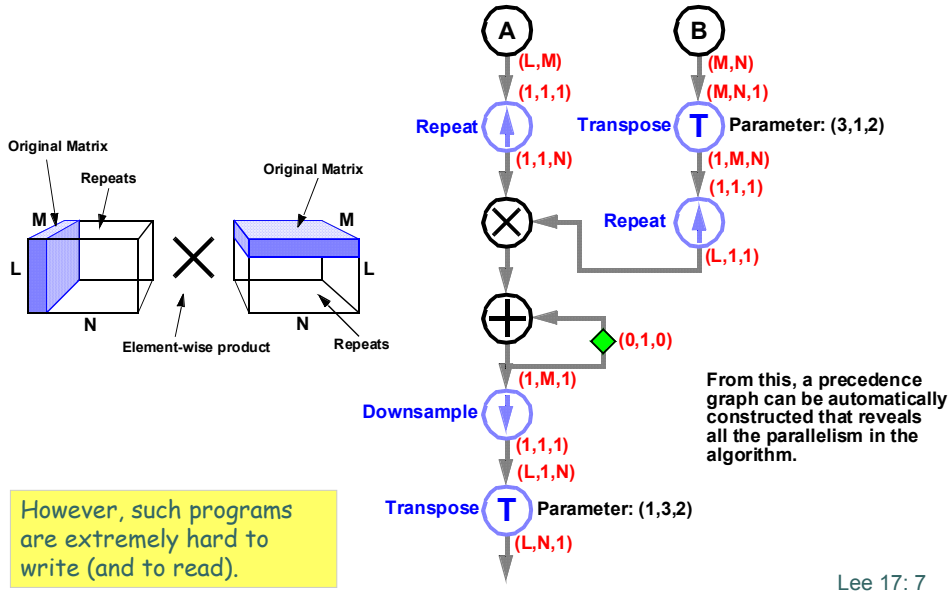 Original Matrix
Repeats
M
L
N
Element-wise product
Original Matrix
M
L
N
Repeats
A
(L,M)
(1,1,1)
Repeat
(1,1,N)
B
(M,N)
(M,N,1)
Transpose
T
Parameter: (3,1,2)
(1,M,N)
(1,1,1)
Repeat
(L,1,1)
(0,1,0)
(1,M,1)
Downsample
(1,1,1)
(L,1,N)
Transpose
T
Parameter: (1,3,2)
(L,N,1)
From this, a precedence
graph can be automatically
constructed that reveals
all the parallelism in the
algorithm.
However, such programs
are extremely hard to
write (and to read).
Lee 17: 7